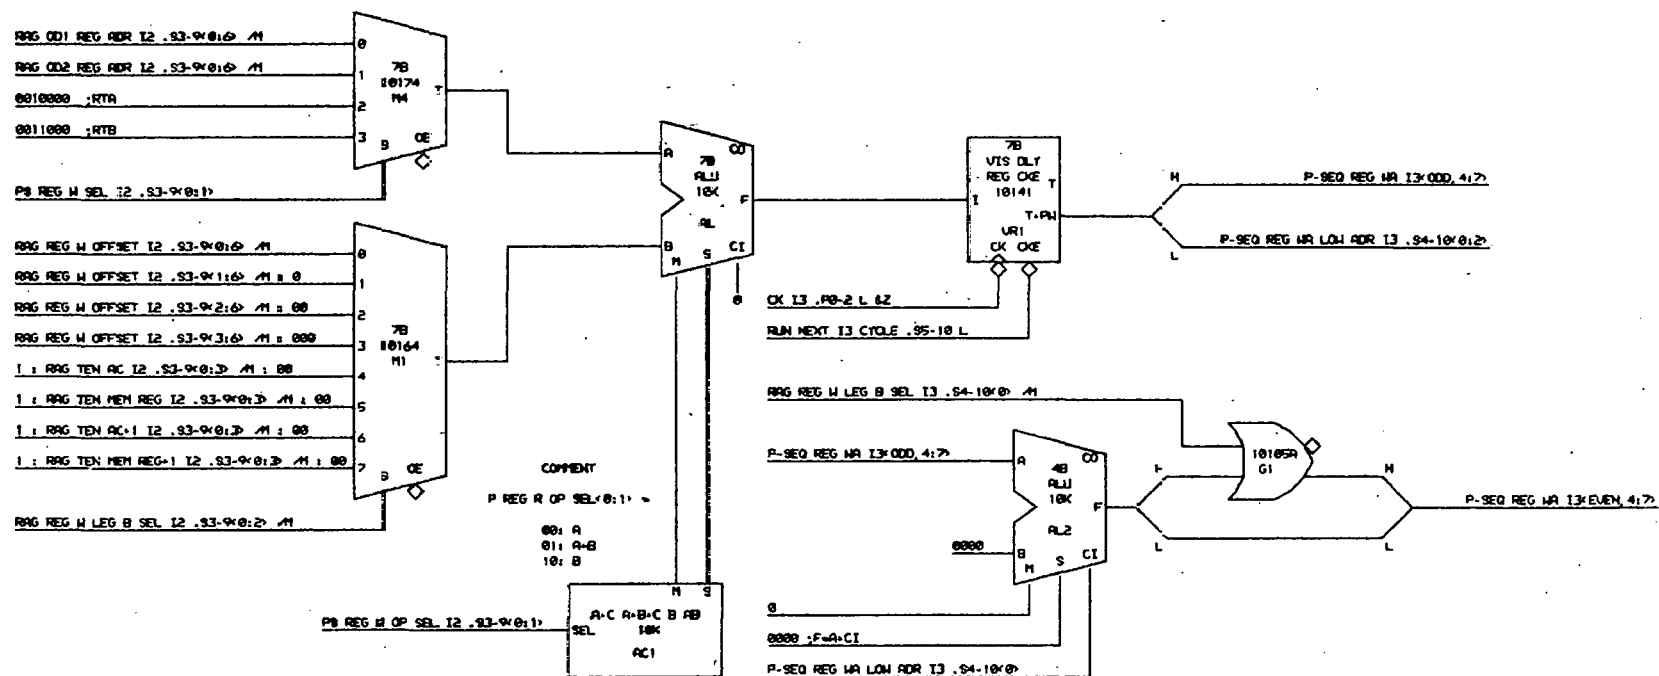 RAG OD1 REG ADR I2 .S3-9<0:6> /M
RAG OD2 REG ADR I2 .S3-9<0:6> /M
0010000 ;RTA
0011000 ;RTB
P$ REG W SEL I2 .S3-9<0:1>
0
1
2
3
7B
10174
M4
T
S
OE
RAG REG W OFFSET I2 .S3-9<0:6> /M
RAG REG W OFFSET I2 .S3-9<1:6> /M : 0
RAG REG W OFFSET I2 .S3-9<2:6> /M : 00
RAG REG W OFFSET I2 .S3-9<3:6> /M : 000
1 : RAG TEN AC I2 .S3-9<0:3> /M : 00
1 : RAG TEN MEM REG I2 .S3-9<0:3> /M : 00
1 : RAG TEN AC+1 I2 .S3-9<0:3> /M : 00
1 : RAG TEN MEM REG+1 I2 .S3-9<0:3> /M : 00
RAG REG W LEG B SEL I2 .S3-9<0:2> /M
0
1
2
3
4
5
6
7
7B
10164
M1
T
S
OE
A
B
7B
ALU
10K
AL
CO
F
CI
M
S
0
COMMENT
P REG R OP SEL<0:1> =
00: A
01: A+B
10: B
P$ REG W OP SEL I2 .S3-9<0:1>
M S
A+C A+B+C B AB
SEL
10K
AC1
7B
VIS DLY
REG CKE
10141
I
T
T+PW
VR1
CK CKE
CK I3 .P0-2 L &Z
RUN NEXT I3 CYCLE .S5-10 L
H
P-SEQ REG WA I3<ODD,4:7>
P-SEQ REG WA LOW ADR I3 .S4-10<0:2>
L
RAG REG W LEG B SEL I3 .S4-10<0> /M
P-SEQ REG WA I3<ODD,4:7>
0000
0
0000 ;F=A+CI
P-SEQ REG WA LOW ADR I3 .S4-10<0>
A
B
4B
ALU
10K
AL2
CO
F
CI
M
S
L
10105A
G1
H
L
P-SEQ REG WA I3<EVEN,4:7>